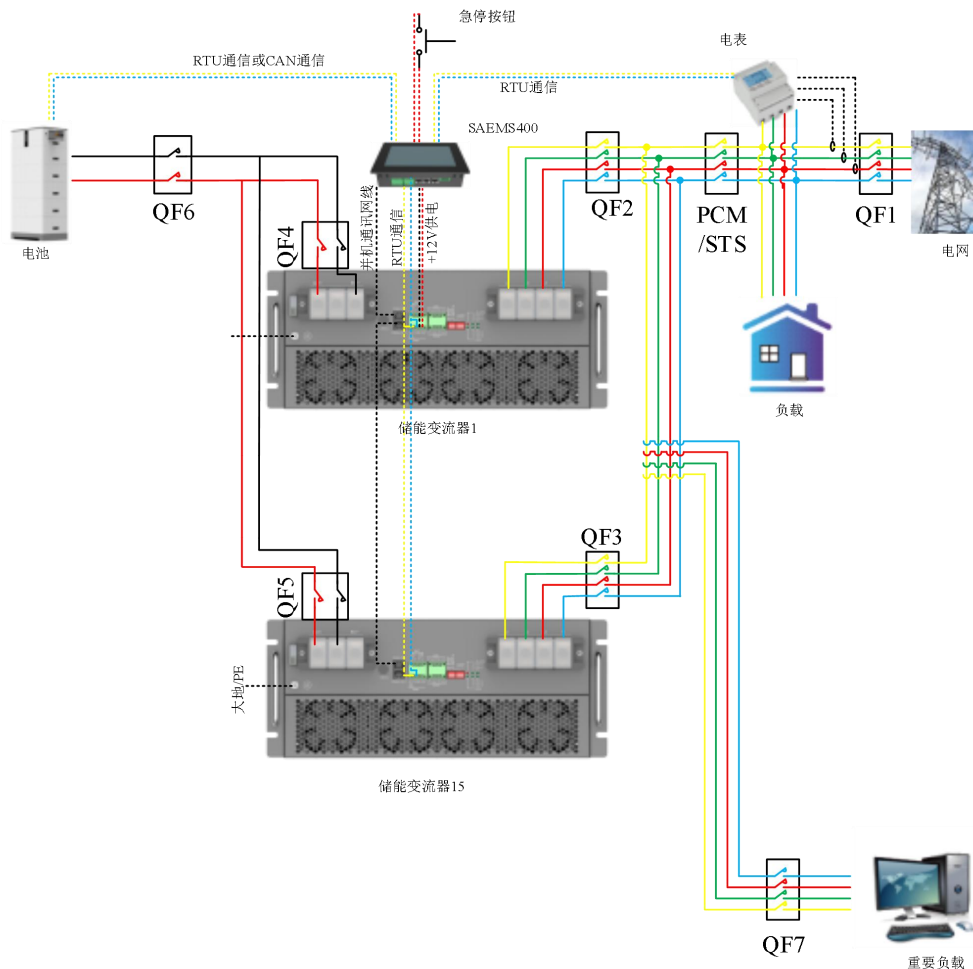 急停按钮
电表
RTU通信或CAN通信
RTU通信
SAEMS400
QF6
QF2
PCM
/STS
QF1
电池
电网
QF4
并机通讯网线
RTU通信
+12V供电
负载
储能变流器1
QF3
QF5
大地/PE
储能变流器15
QF7
重要负载